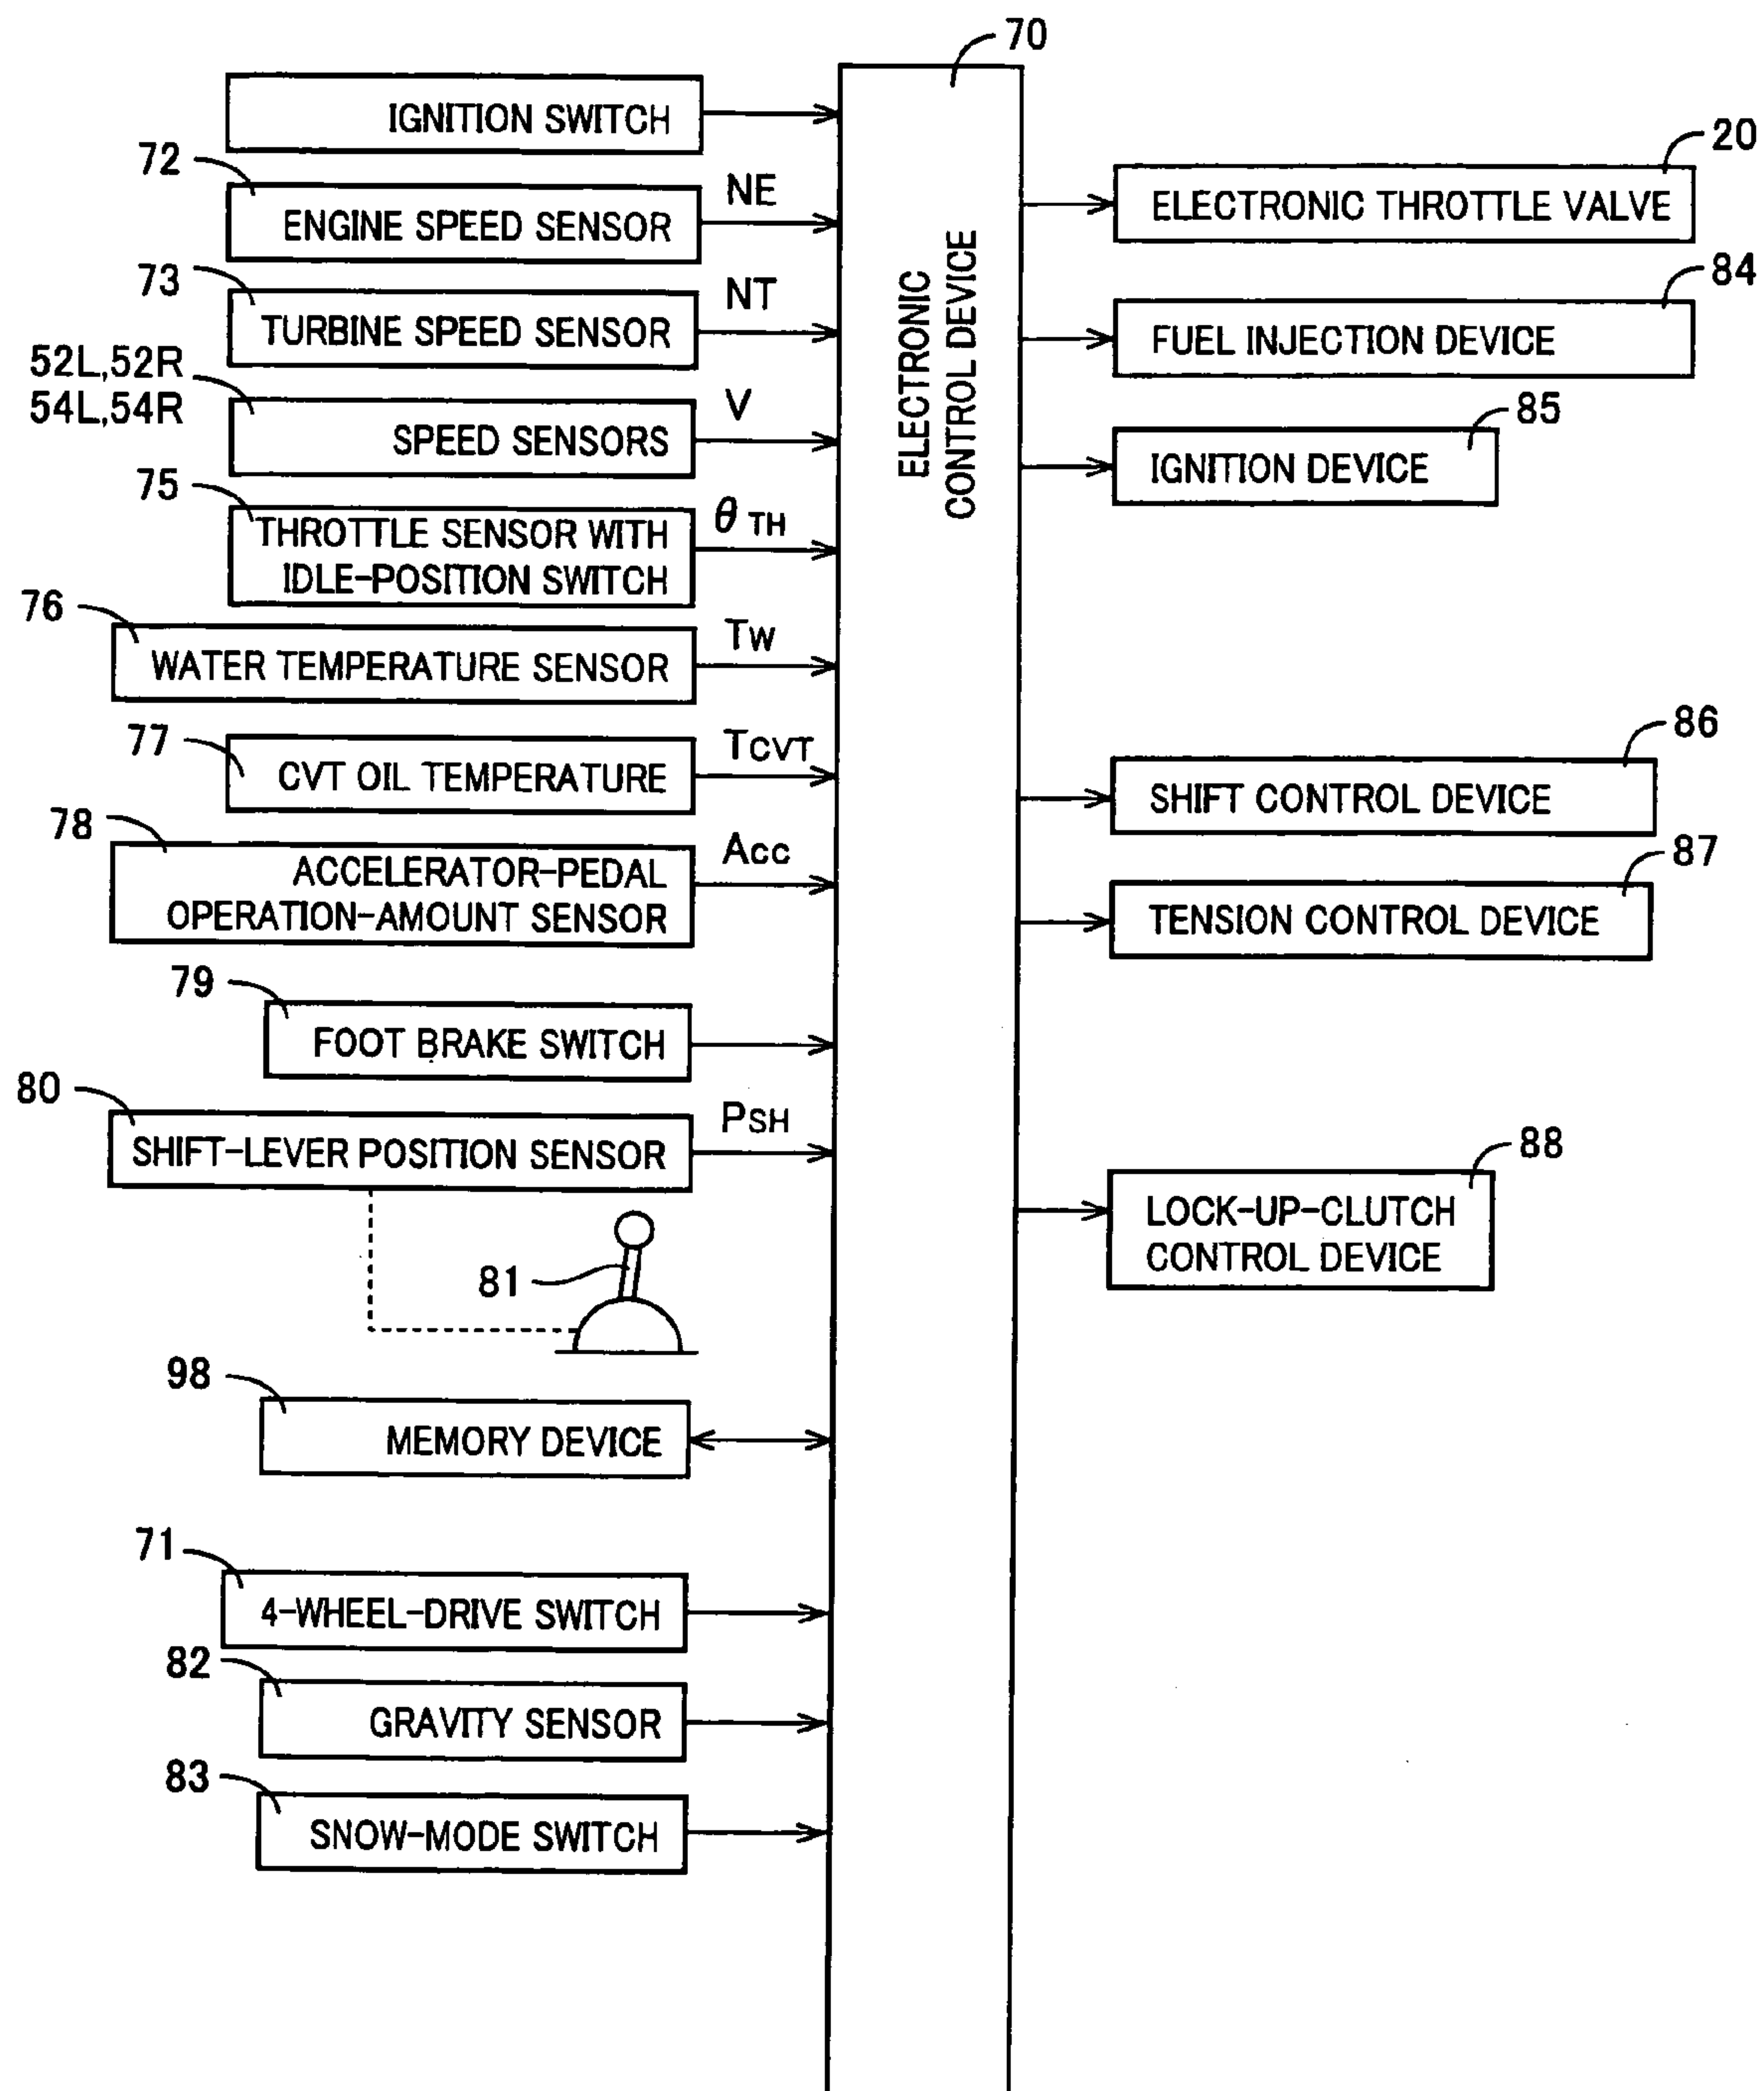 70
IGNITION SWITCH
72
ENGINE SPEED SENSOR
NE
73
TURBINE SPEED SENSOR
NT
52L,52R
54L,54R
SPEED SENSORS
V
75
THROTTLE SENSOR WITH
IDLE-POSITION SWITCH
θTH
76
WATER TEMPERATURE SENSOR
TW
77
CVT OIL TEMPERATURE
TCVT
78
ACCELERATOR-PEDAL
OPERATION-AMOUNT SENSOR
ACC
79
FOOT BRAKE SWITCH
80
SHIFT-LEVER POSITION SENSOR
PSH
81
98
MEMORY DEVICE
71
4-WHEEL-DRIVE SWITCH
82
GRAVITY SENSOR
83
SNOW-MODE SWITCH
ELECTRONIC
CONTROL DEVICE
20
ELECTRONIC THROTTLE VALVE
84
FUEL INJECTION DEVICE
85
IGNITION DEVICE
86
SHIFT CONTROL DEVICE
87
TENSION CONTROL DEVICE
88
LOCK-UP-CLUTCH
CONTROL DEVICE